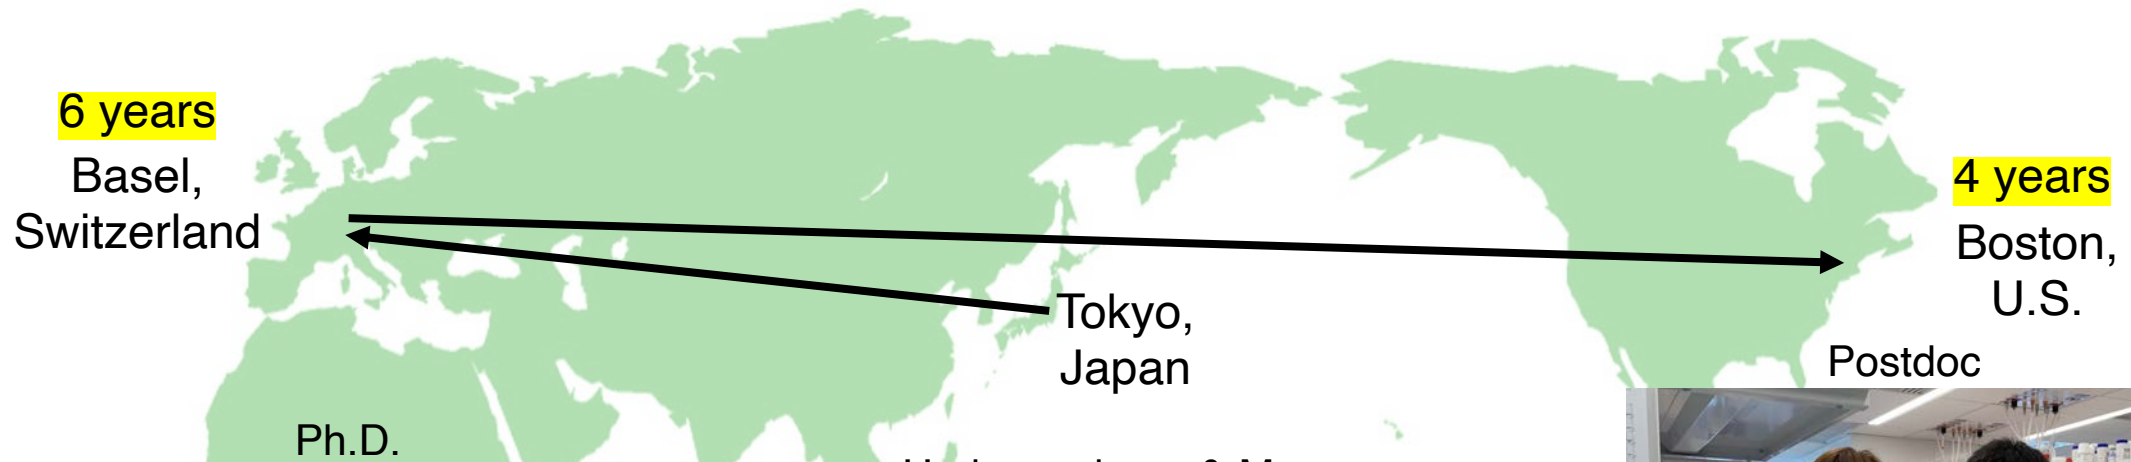 6 years
Basel,
Switzerland
4 years
Boston,
U.S.
Tokyo,
Japan
Postdoc
Ph.D.